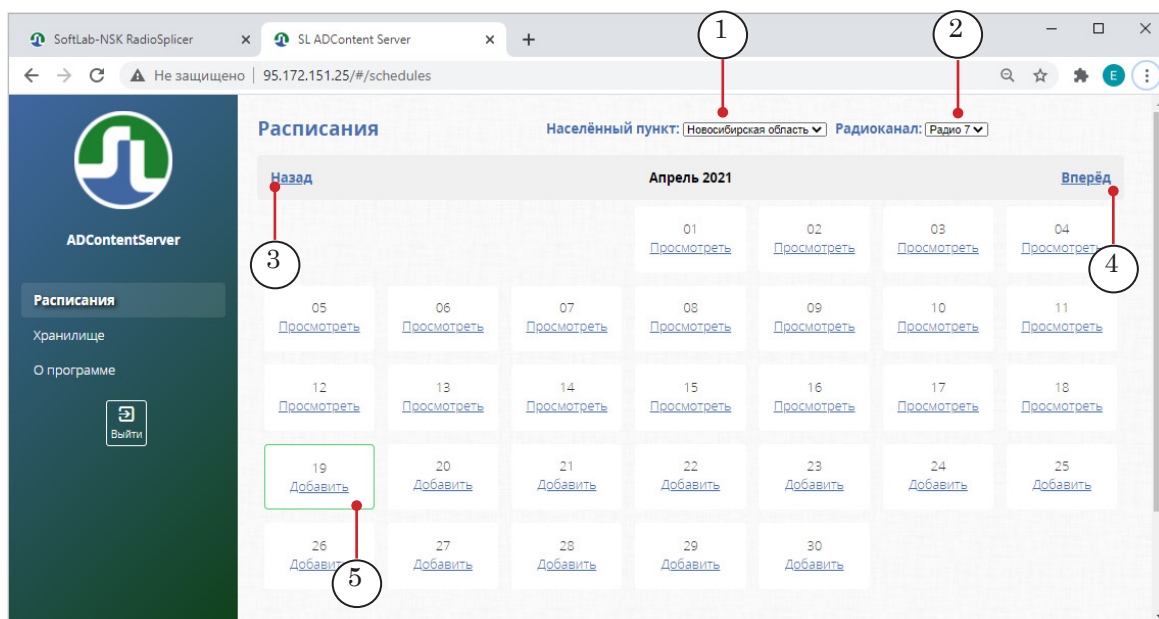 SoftLab-NSK RadioSplicer SL ADContent Server
Не защищено 95.172.151.25/#/schedules E
1 2
Расписания Населённый пункт: Новосибирская область Радиоканал: Радио 7
Назад Апрель 2021 Вперёд
3 4
ADContentServer
Расписания
Хранилище
О программе
Выйти
01 02 03 04
Просмотреть Просмотреть Просмотреть Просмотреть
05 06 07 08 09 10 11
Просмотреть Просмотреть Просмотреть Просмотреть Просмотреть Просмотреть Просмотреть
12 13 14 15 16 17 18
Просмотреть Просмотреть Просмотреть Просмотреть Просмотреть Просмотреть Просмотреть
19 20 21 22 23 24 25
Добавить Добавить Добавить Добавить Добавить Добавить Добавить
26 27 28 29 30
Добавить Добавить Добавить Добавить Добавить
5